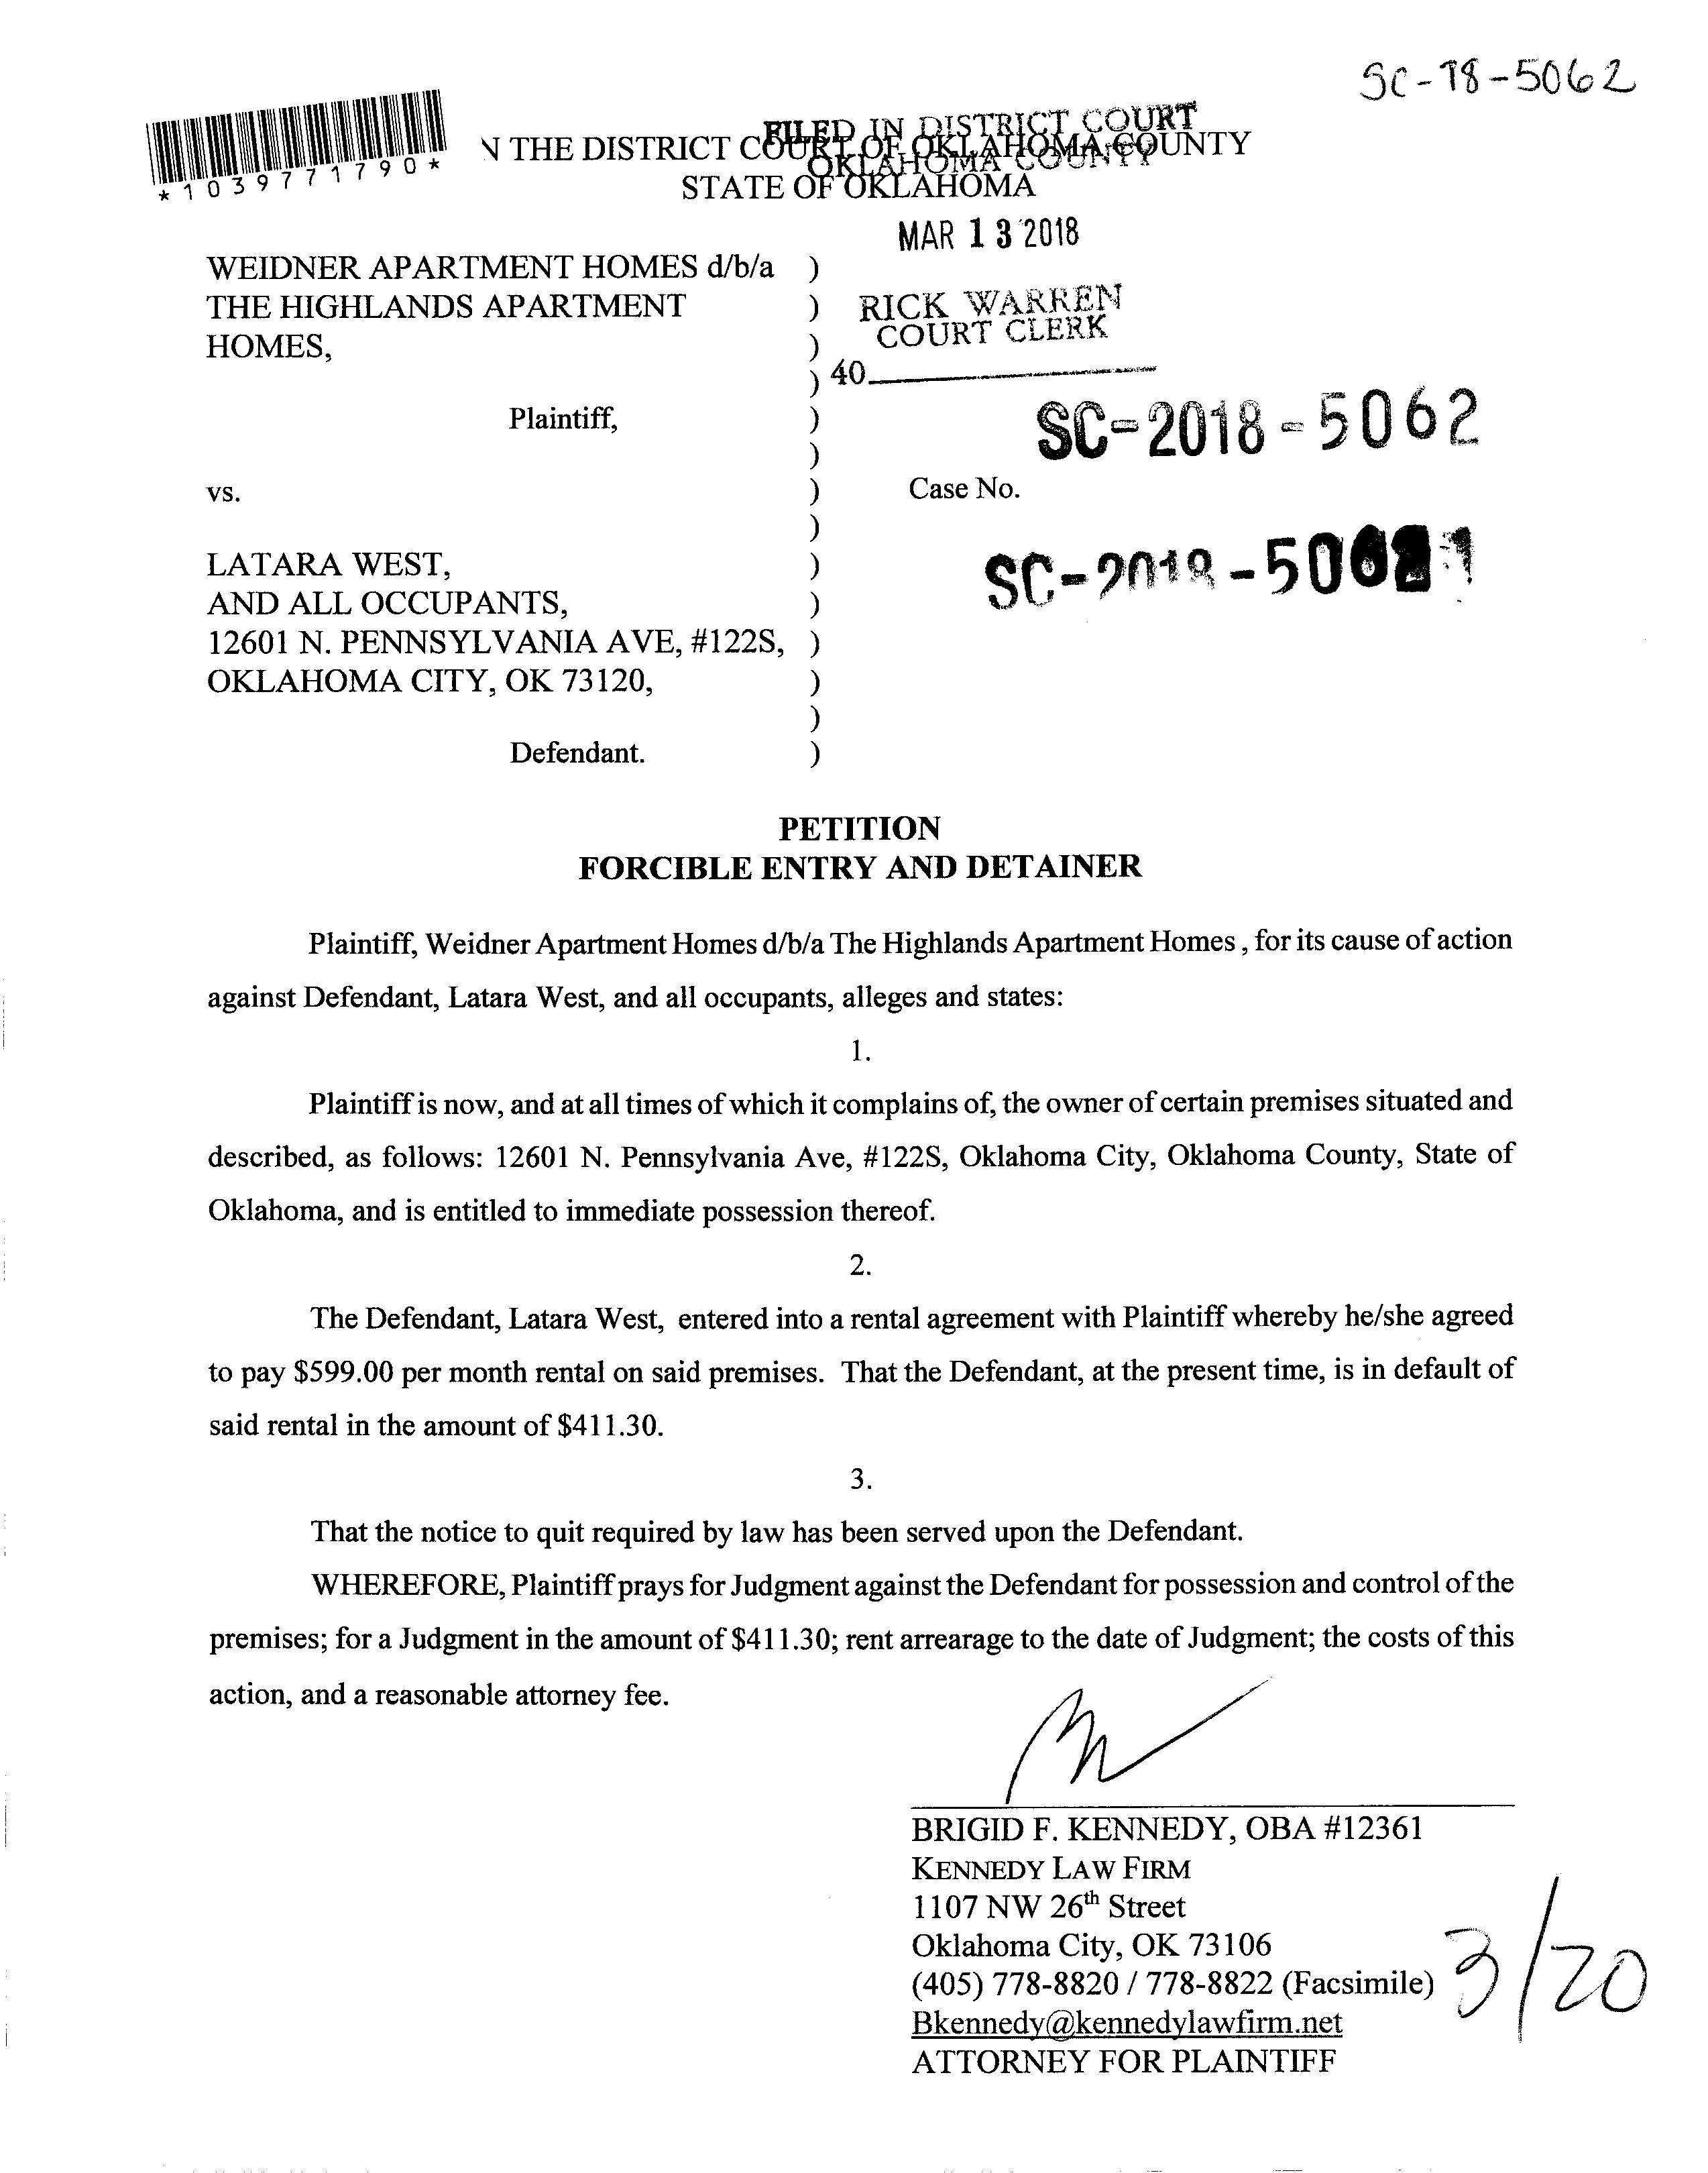 SC-18-5062
*1039771790*
N THE DISTRICT COURT OF OKLAHOMA COUNTY
STATE OF OKLAHOMA
FILED IN DISTRICT COURT
OKLAHOMA COUNTY
MAR 13 2018
RICK WARREN
COURT CLERK
40
WEIDNER APARTMENT HOMES d/b/a )
THE HIGHLANDS APARTMENT )
HOMES, )
)
Plaintiff, )
SC-2018-5062
)
vs. ) Case No.
)
LATARA WEST, )
AND ALL OCCUPANTS, )
12601 N. PENNSYLVANIA AVE, #122S, )
OKLAHOMA CITY, OK 73120, )
)
Defendant. )
PETITION
FORCIBLE ENTRY AND DETAINER
Plaintiff, Weidner Apartment Homes d/b/a The Highlands Apartment Homes , for its cause of action
against Defendant, Latara West, and all occupants, alleges and states:
1.
Plaintiff is now, and at all times of which it complains of, the owner of certain premises situated and
described, as follows: 12601 N. Pennsylvania Ave, #122S, Oklahoma City, Oklahoma County, State of
Oklahoma, and is entitled to immediate possession thereof.
2.
The Defendant, Latara West, entered into a rental agreement with Plaintiff whereby he/she agreed
to pay $599.00 per month rental on said premises. That the Defendant, at the present time, is in default of
said rental in the amount of $411.30.
3.
That the notice to quit required by law has been served upon the Defendant.
WHEREFORE, Plaintiff prays for Judgment against the Defendant for possession and control of the
premises; for a Judgment in the amount of $411.30; rent arrearage to the date of Judgment; the costs of this
action, and a reasonable attorney fee.
BRIGID F. KENNEDY, OBA #12361
KENNEDY LAW FIRM
1107 NW 26th Street
Oklahoma City, OK 73106
(405) 778-8820 / 778-8822 (Facsimile)
Bkennedy@kennedylawfirm.net
ATTORNEY FOR PLAINTIFF
3/20